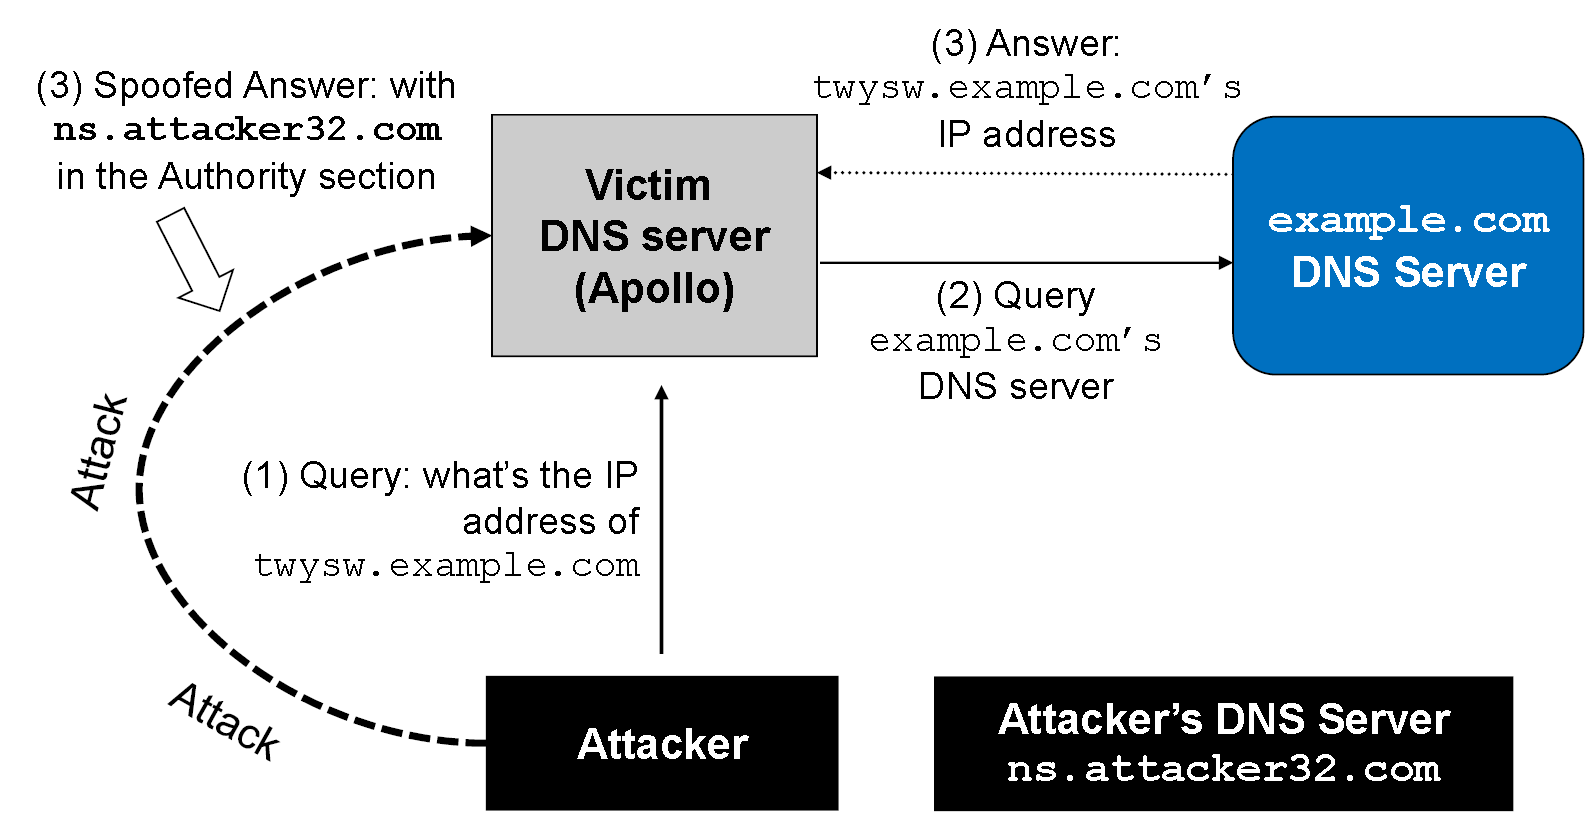 (3) Spoofed Answer: with
ns.attacker32.com
in the Authority section
(3) Answer:
twysw.example.com’s
IP address
Victim
DNS server
(Apollo)
example.com
DNS Server
(2) Query
example.com’s
DNS server
Attack
(1) Query: what’s the IP
address of
twysw.example.com
Attack
Attacker
Attacker’s DNS Server
ns.attacker32.com